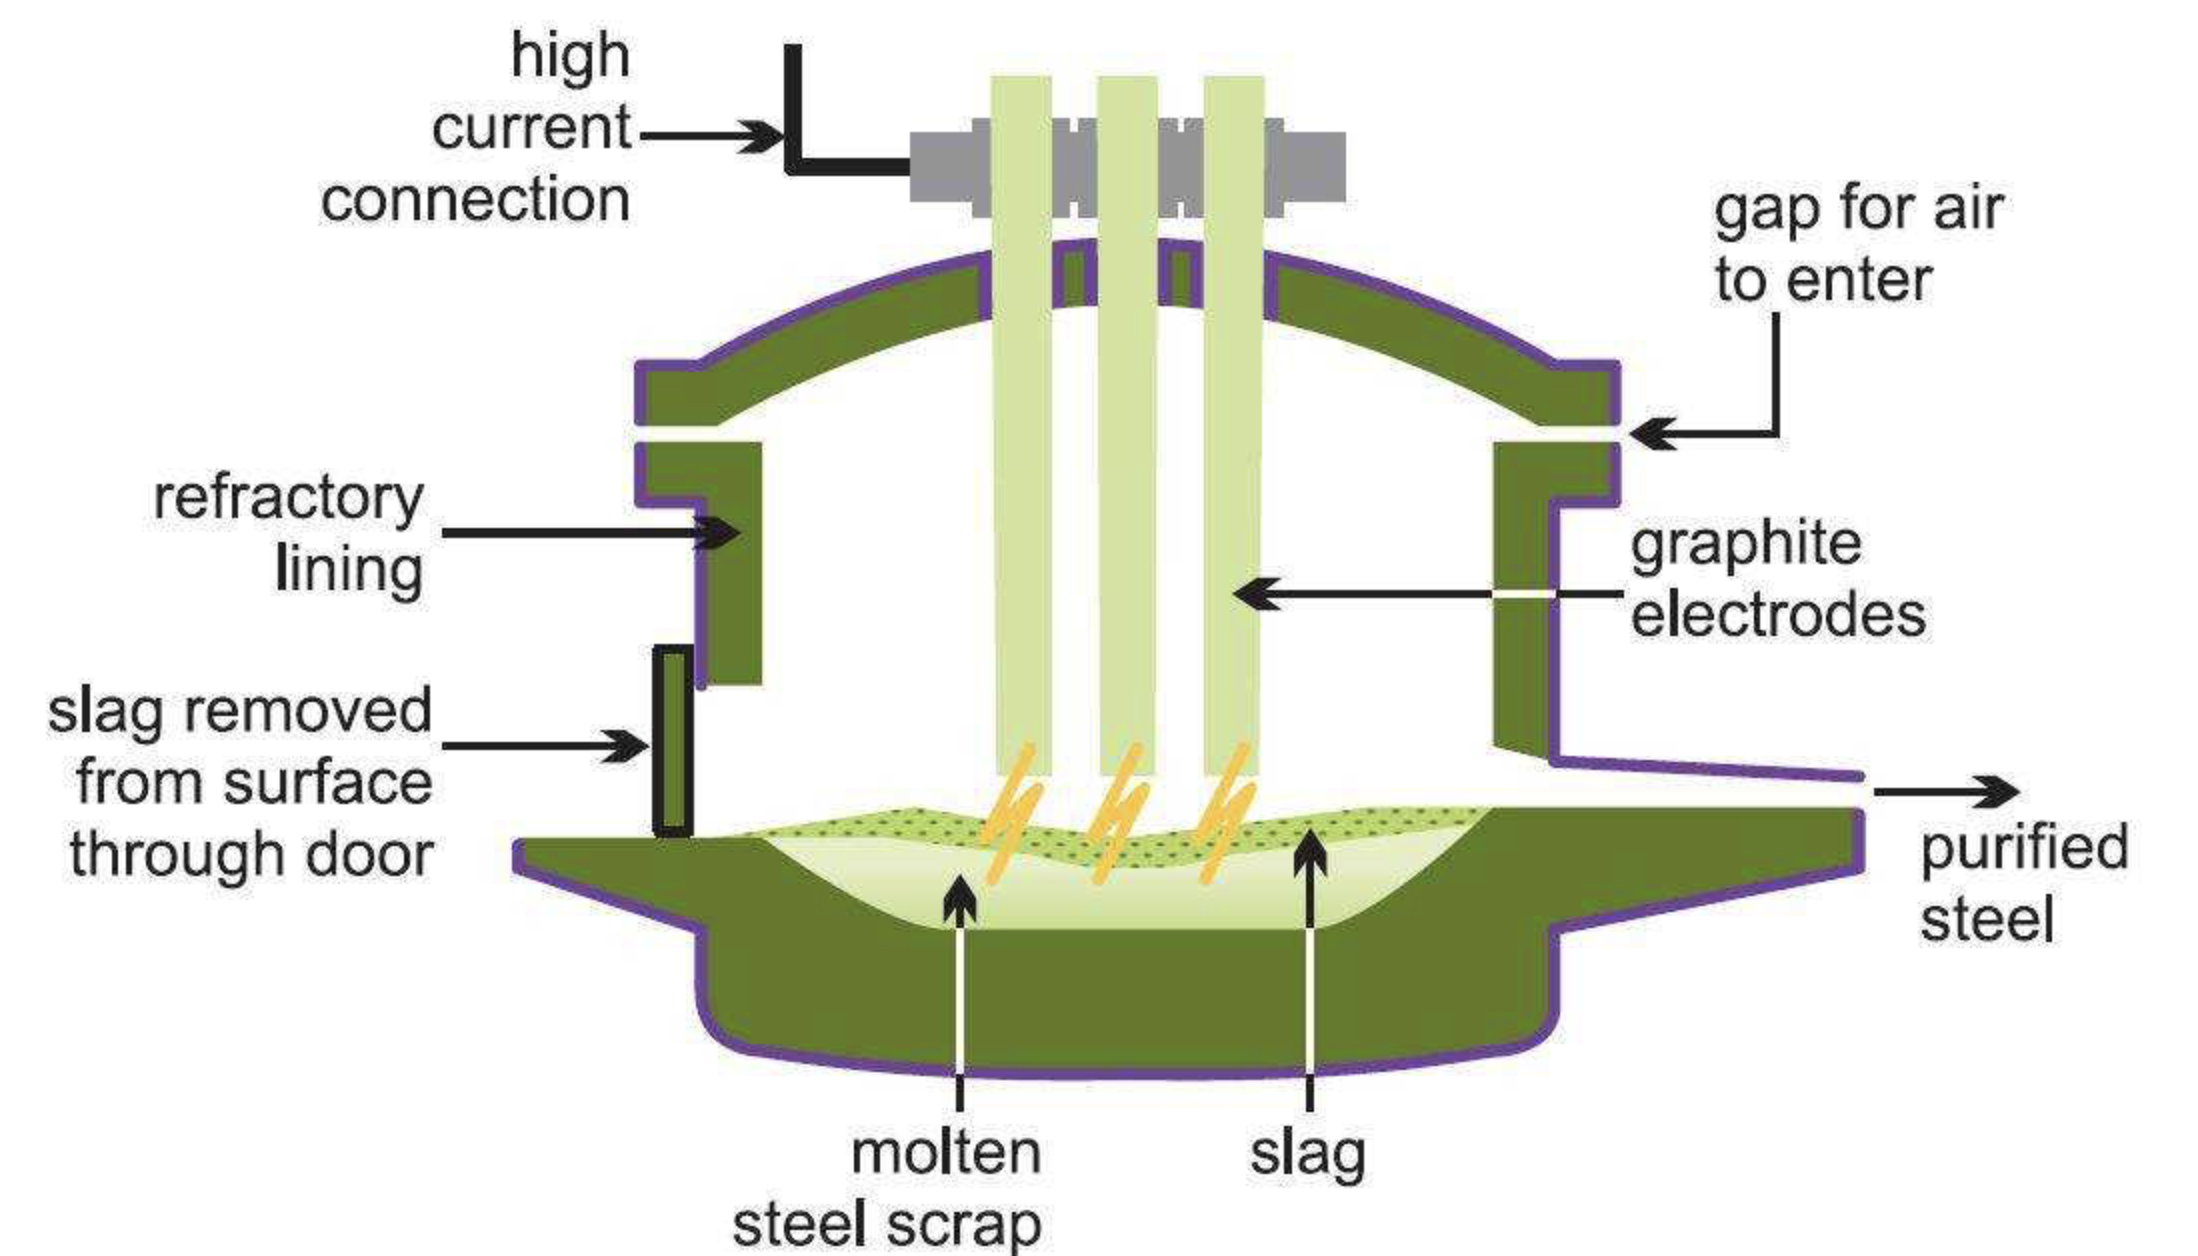 high
current
connection
gap for air
to enter
refractory
lining
graphite
electrodes
slag removed
from surface
through door
purified
steel
molten
steel scrap
slag